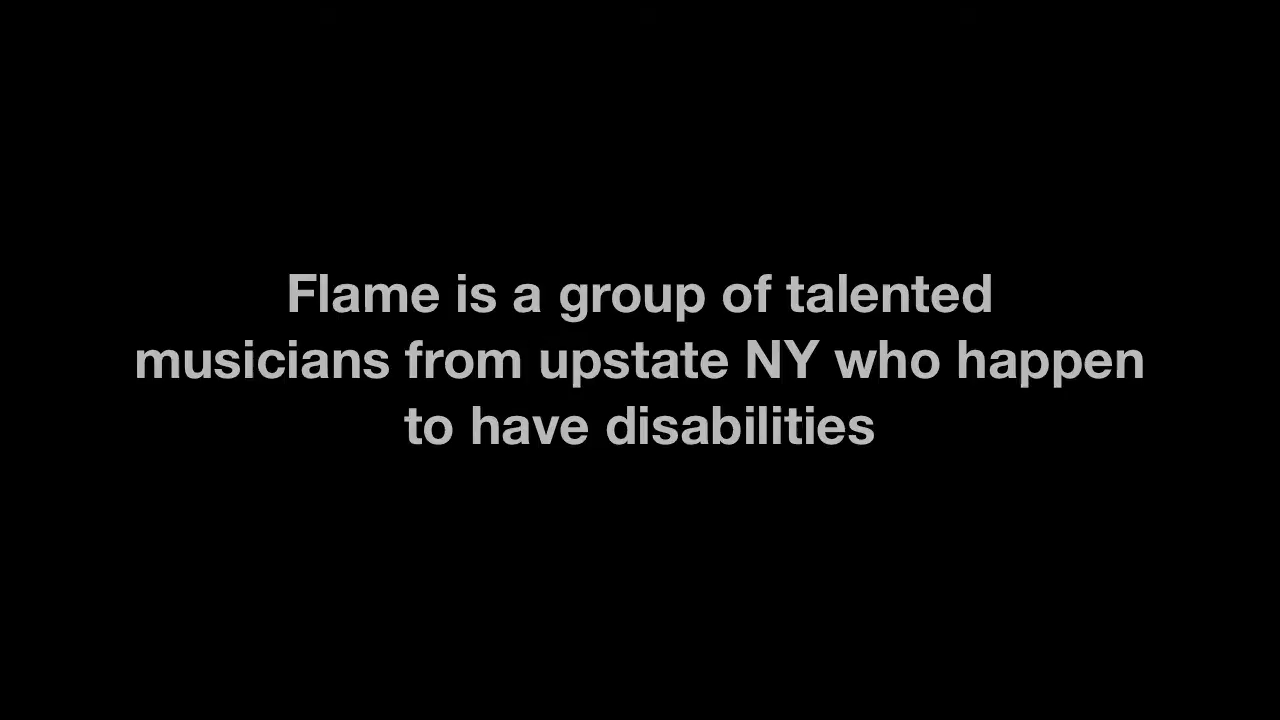 Flame is a group of talented
musicians from upstate NY who happen
to have disabilities